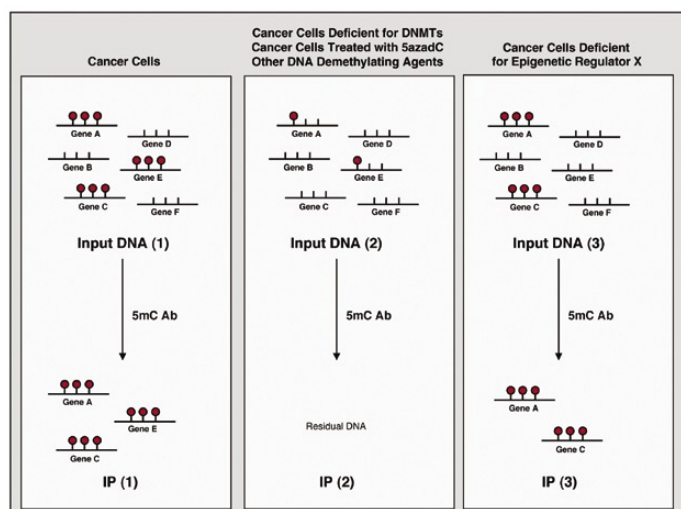 Cancer Cells
Gene A
Gene D
Gene B
Gene E
Gene C
Gene F
Input DNA (1)
5mC Ab
Gene A
Gene E
Gene C
IP (1)
Cancer Cells Deficient for DNMTs
Cancer Cells Treated with 5azadC
Other DNA Demethylating Agents
Gene A
Gene D
Gene B
Gene E
Gene C
Gene F
Input DNA (2)
5mC Ab
Residual DNA
IP (2)
Cancer Cells Deficient
for Epigenetic Regulator X
Gene A
Gene D
Gene B
Gene E
Gene C
Gene F
Input DNA (3)
5mC Ab
Gene A
Gene C
IP (3)